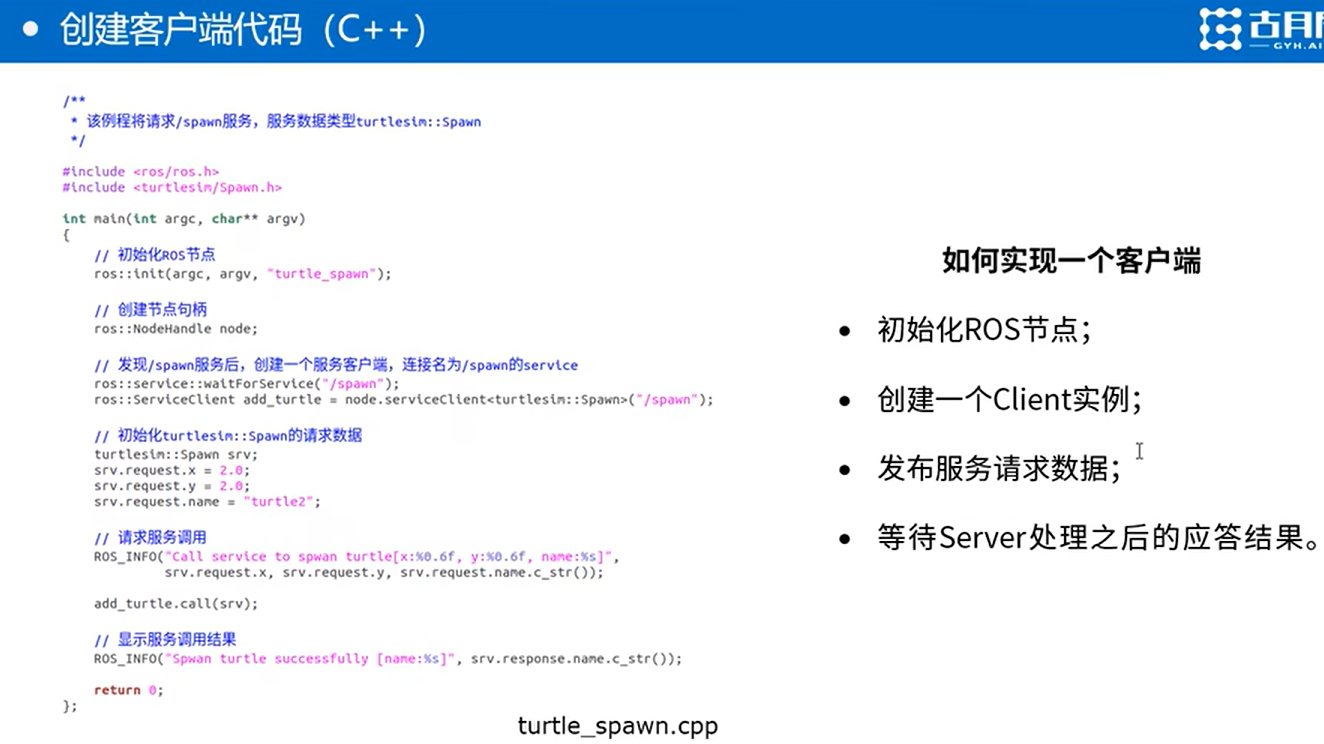 创建客户端代码（C++）
古月
GYH.AI
/**
* 该例程将请求/spawn服务，服务数据类型turtlesim::Spawn
*/
#include <ros/ros.h>
#include <turtlesim/Spawn.h>
int main(int argc, char** argv)
{
// 初始化ROS节点
ros::init(argc, argv, "turtle_spawn");
// 创建节点句柄
ros::NodeHandle node;
// 发现/spawn服务后，创建一个服务客户端，连接名为/spawn的service
ros::service::waitForService("/spawn");
ros::ServiceClient add_turtle = node.serviceClient<turtlesim::Spawn>("/spawn");
// 初始化turtlesim::Spawn的请求数据
turtlesim::Spawn srv;
srv.request.x = 2.0;
srv.request.y = 2.0;
srv.request.name = "turtle2";
// 请求服务调用
ROS_INFO("Call service to spwan turtle[x:%0.6f, y:%0.6f, name:%s]",
srv.request.x, srv.request.y, srv.request.name.c_str());
add_turtle.call(srv);
// 显示服务调用结果
ROS_INFO("Spwan turtle successfully [name:%s]", srv.response.name.c_str());
return 0;
};
turtle_spawn.cpp
如何实现一个客户端
初始化ROS节点；
创建一个Client实例；
发布服务请求数据；
等待Server处理之后的应答结果。